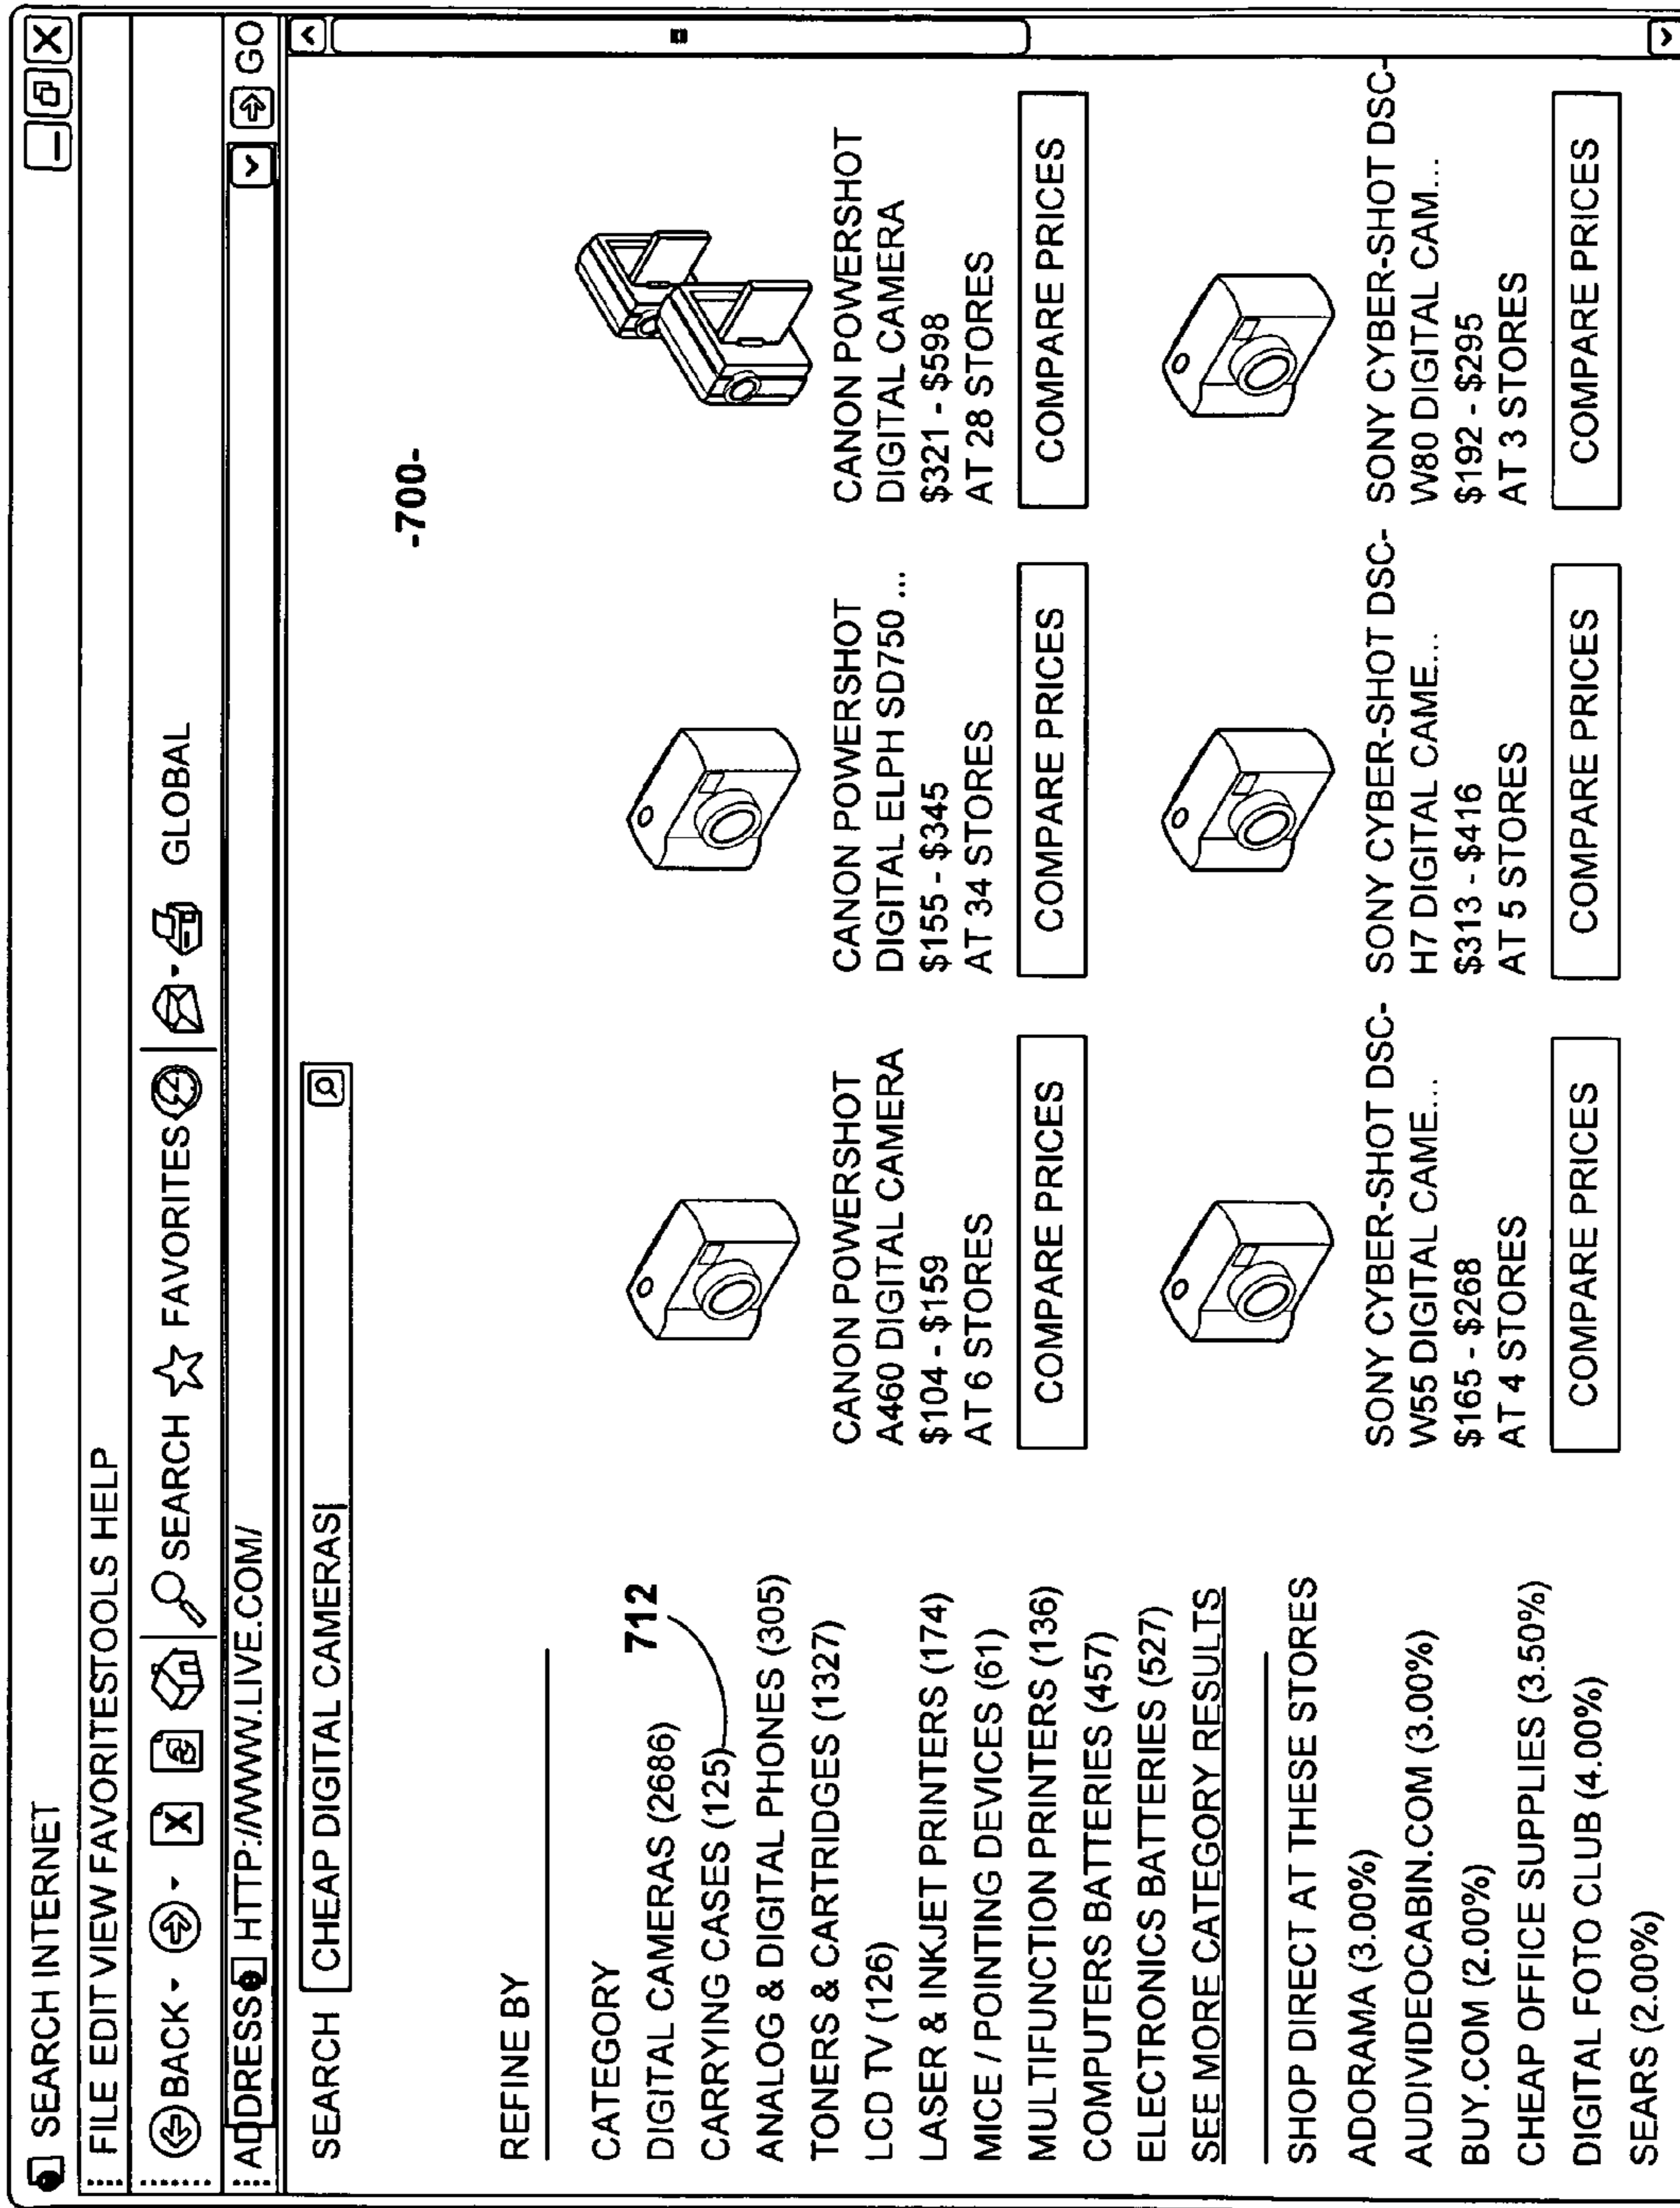 SEARCH INTERNET
FILE EDIT VIEW FAVORITESTOOLS HELP
BACK SEARCH FAVORITES GLOBAL
ADDRESS HTTP://WWW.LIVE.COM/ GO
SEARCH CHEAP DIGITAL CAMERAS
-700-
REFINE BY
CATEGORY
712
DIGITAL CAMERAS (2686)
CARRYING CASES (125)
ANALOG & DIGITAL PHONES (305)
TONERS & CARTRIDGES (1327)
LCD TV (126)
LASER & INKJET PRINTERS (174)
MICE / POINTING DEVICES (61)
MULTIFUNCTION PRINTERS (136)
COMPUTERS BATTERIES (457)
ELECTRONICS BATTERIES (527)
SEE MORE CATEGORY RESULTS
SHOP DIRECT AT THESE STORES
ADORAMA (3.00%)
AUDIVIDEOCABIN.COM (3.00%)
BUY.COM (2.00%)
CHEAP OFFICE SUPPLIES (3.50%)
DIGITAL FOTO CLUB (4.00%)
SEARS (2.00%)
CANON POWERSHOT
A460 DIGITAL CAMERA
$104 - $159
AT 6 STORES
COMPARE PRICES
CANON POWERSHOT
DIGITAL ELPH SD750 ...
$155 - $345
AT 34 STORES
COMPARE PRICES
CANON POWERSHOT
DIGITAL CAMERA
$321 - $598
AT 28 STORES
COMPARE PRICES
SONY CYBER-SHOT DSC-
W55 DIGITAL CAME...
$165 - $268
AT 4 STORES
COMPARE PRICES
SONY CYBER-SHOT DSC-
H7 DIGITAL CAME...
$313 - $416
AT 5 STORES
COMPARE PRICES
SONY CYBER-SHOT DSC-
W80 DIGITAL CAM...
$192 - $295
AT 3 STORES
COMPARE PRICES